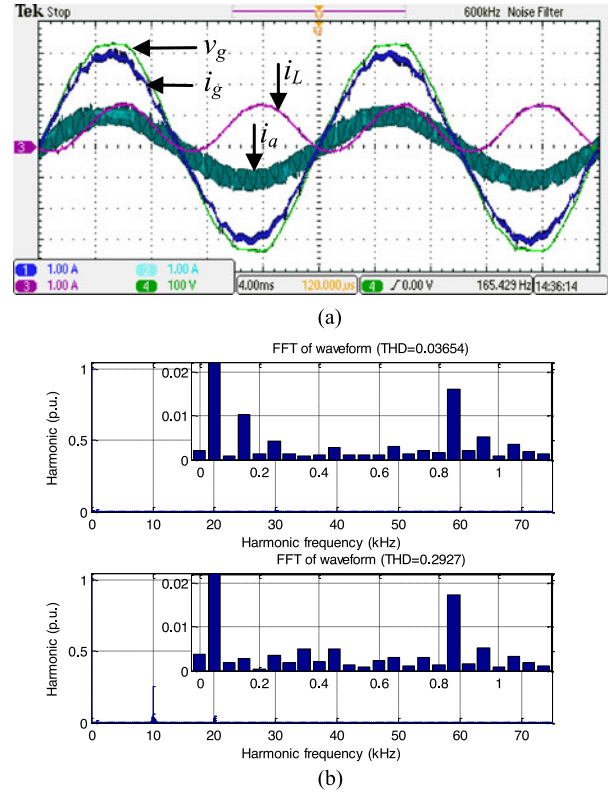 Tek Stop 600kHz Noise Filter
v_g
i_g
i_L
i_a
3
1 1.00 A 2 1.00 A
3 1.00 A 4 100 V
4.00ms 120.000µs 4 0.00 V 165.429 Hz 14:36:14
(a)
FFT of waveform (THD=0.03654)
Harmonic (p.u.)
1
0.5
0
0.02
0.01
0
0 0.2 0.4 0.6 0.8 1
0 10 20 30 40 50 60 70
Harmonic frequency (kHz)
FFT of waveform (THD=0.2927)
Harmonic (p.u.)
1
0.5
0
0.02
0.01
0
0 0.2 0.4 0.6 0.8 1
0 10 20 30 40 50 60 70
Harmonic frequency (kHz)
(b)